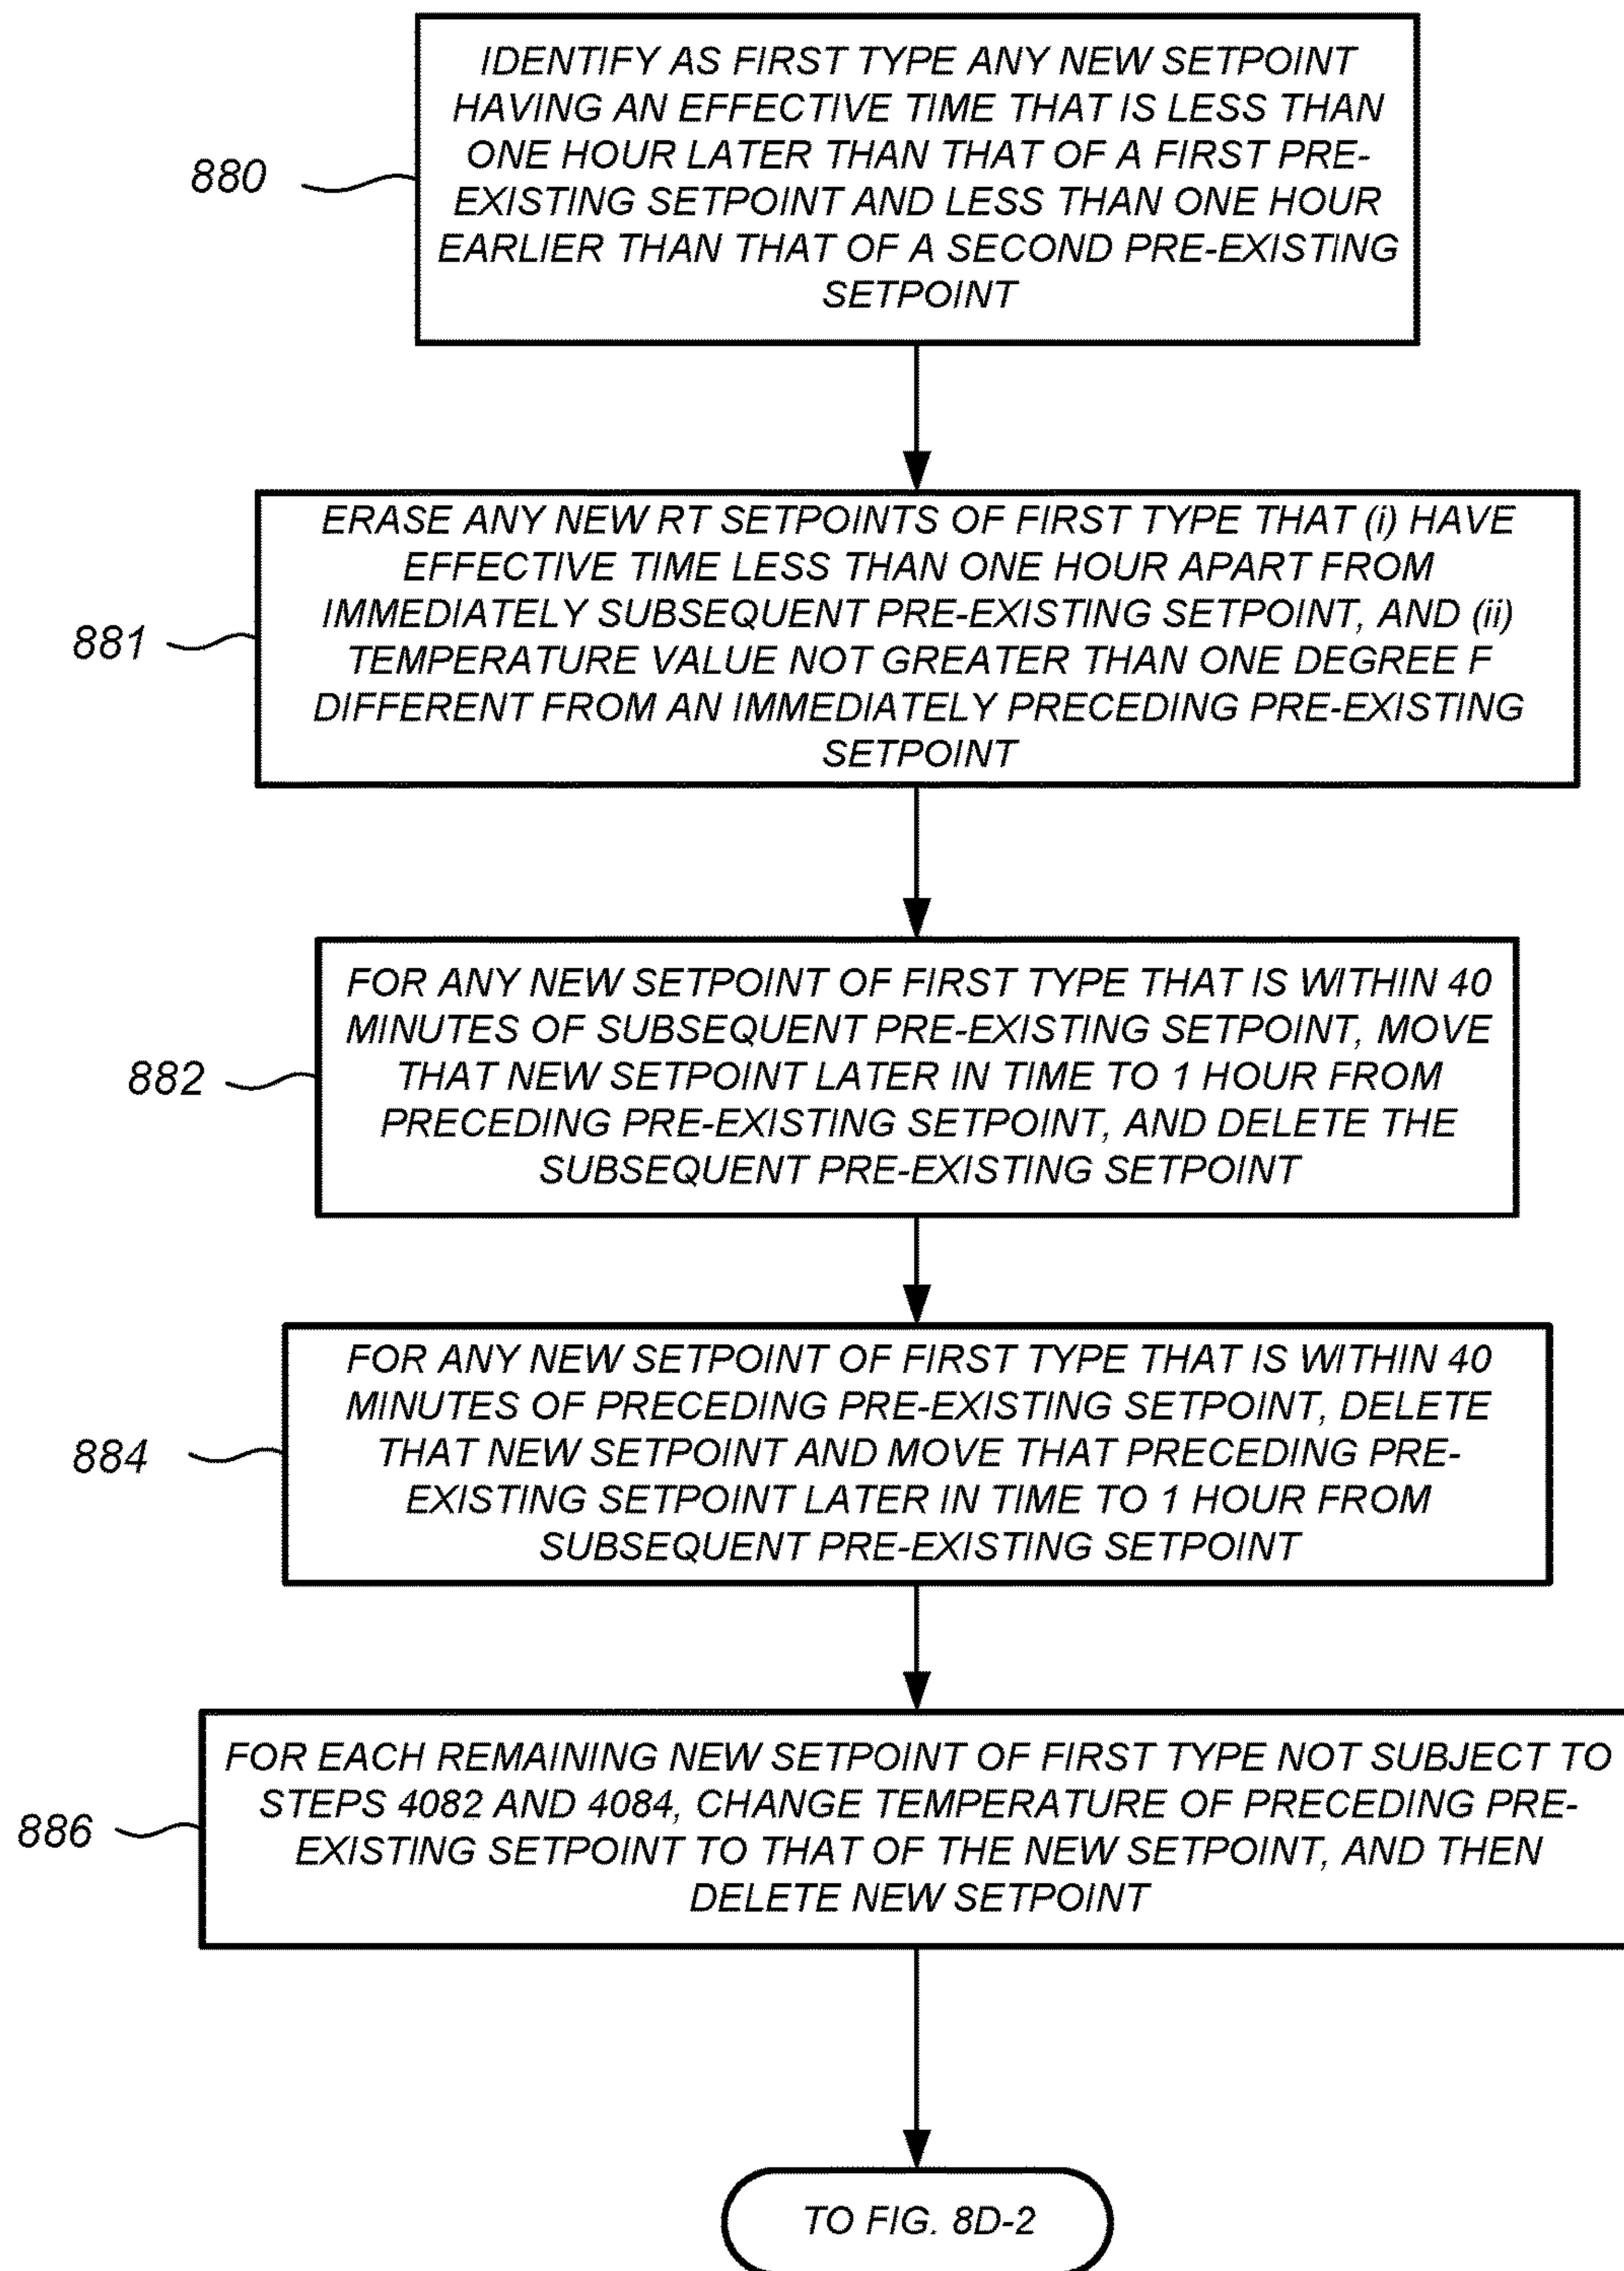 IDENTIFY AS FIRST TYPE ANY NEW SETPOINT
HAVING AN EFFECTIVE TIME THAT IS LESS THAN
ONE HOUR LATER THAN THAT OF A FIRST PRE-
EXISTING SETPOINT AND LESS THAN ONE HOUR
EARLIER THAN THAT OF A SECOND PRE-EXISTING
SETPOINT
880
ERASE ANY NEW RT SETPOINTS OF FIRST TYPE THAT (i) HAVE
EFFECTIVE TIME LESS THAN ONE HOUR APART FROM
IMMEDIATELY SUBSEQUENT PRE-EXISTING SETPOINT, AND (ii)
TEMPERATURE VALUE NOT GREATER THAN ONE DEGREE F
DIFFERENT FROM AN IMMEDIATELY PRECEDING PRE-EXISTING
SETPOINT
881
FOR ANY NEW SETPOINT OF FIRST TYPE THAT IS WITHIN 40
MINUTES OF SUBSEQUENT PRE-EXISTING SETPOINT, MOVE
THAT NEW SETPOINT LATER IN TIME TO 1 HOUR FROM
PRECEDING PRE-EXISTING SETPOINT, AND DELETE THE
SUBSEQUENT PRE-EXISTING SETPOINT
882
FOR ANY NEW SETPOINT OF FIRST TYPE THAT IS WITHIN 40
MINUTES OF PRECEDING PRE-EXISTING SETPOINT, DELETE
THAT NEW SETPOINT AND MOVE THAT PRECEDING PRE-
EXISTING SETPOINT LATER IN TIME TO 1 HOUR FROM
SUBSEQUENT PRE-EXISTING SETPOINT
884
FOR EACH REMAINING NEW SETPOINT OF FIRST TYPE NOT SUBJECT TO
STEPS 4082 AND 4084, CHANGE TEMPERATURE OF PRECEDING PRE-
EXISTING SETPOINT TO THAT OF THE NEW SETPOINT, AND THEN
DELETE NEW SETPOINT
886
TO FIG. 8D-2